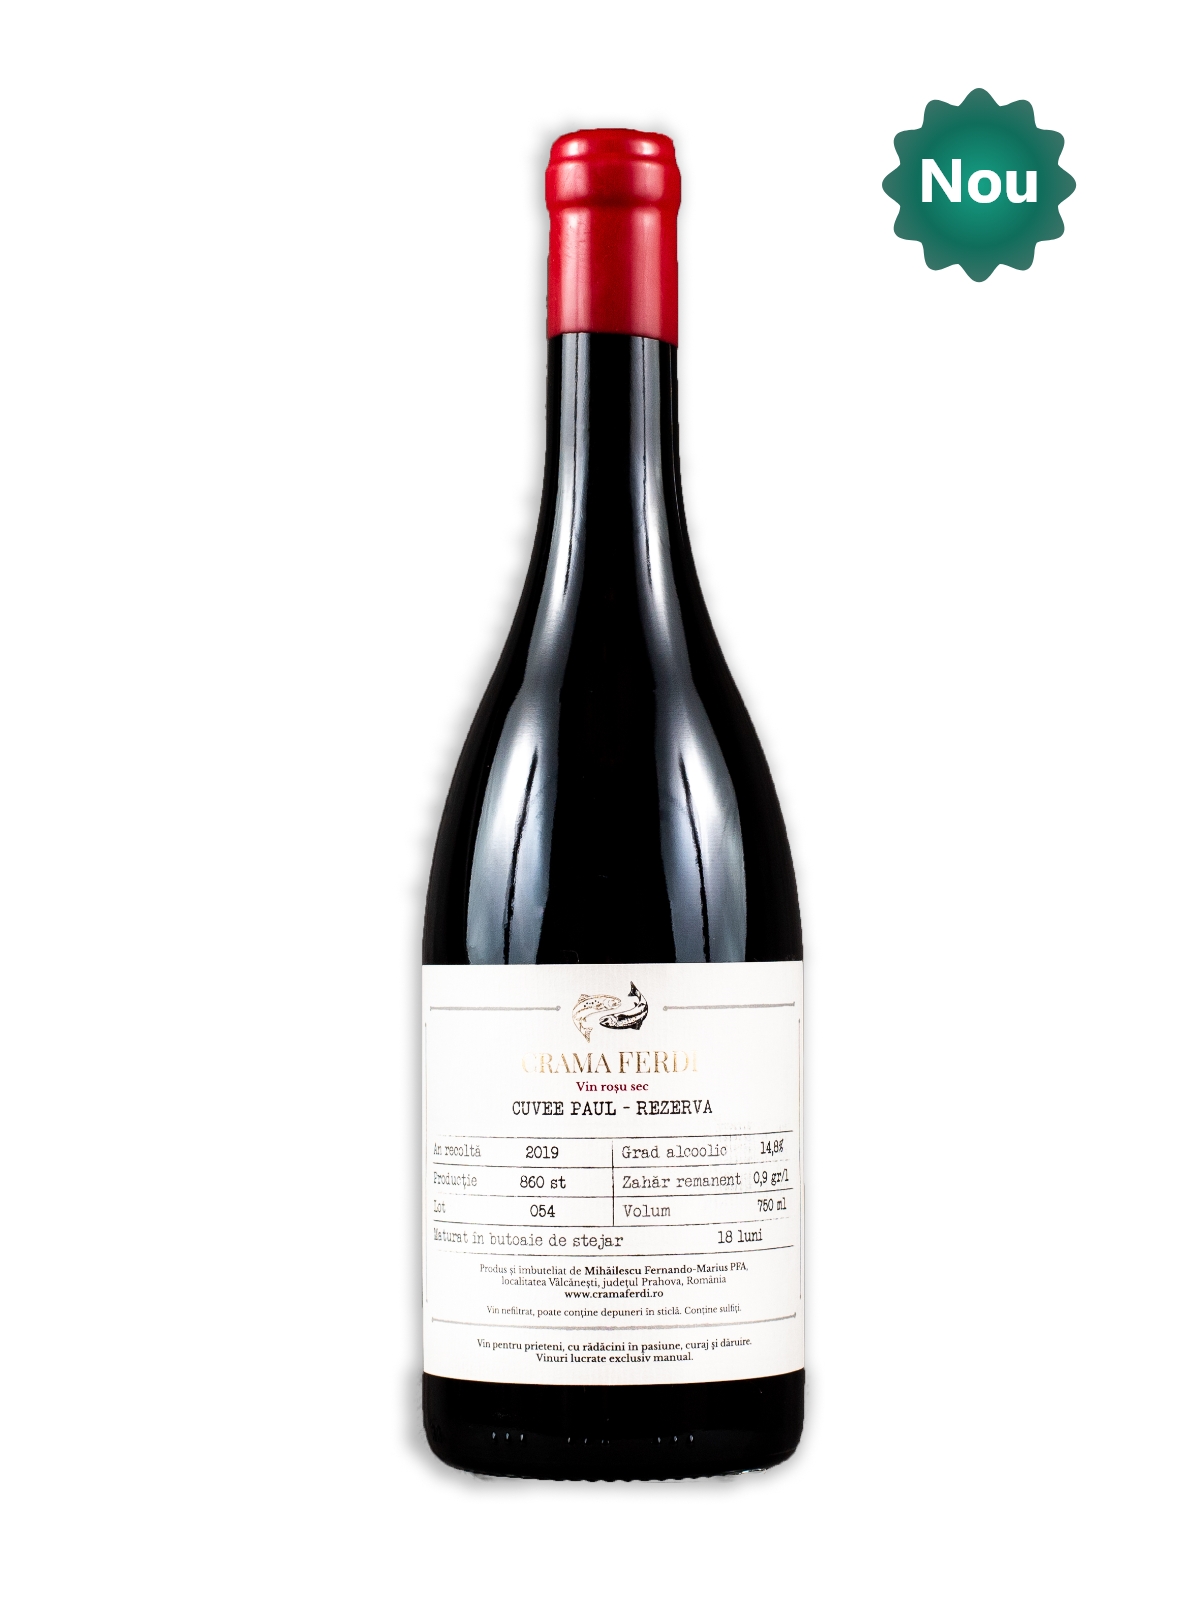 Nou
CRAMA FERDI
Vin roșu sec
CUVEE PAUL - REZERVA
An recoltă 2019 Grad alcoolic 14,8%
Producție 860 st Zahăr remanent 0,9 gr/l
Lot 054 Volum 750 ml
Maturat în butoaie de stejar 18 luni
Produs și îmbuteliat de Mihăilescu Fernando-Marius PFA,
localitatea Vâlcănești, județul Prahova, România
www.cramaferdi.ro
Vin nefiltrat, poate conține depuneri în sticlă. Conține sulfiți.
Vin pentru prieteni, cu rădăcini în pasiune, curaj și dăruire.
Vinuri lucrate exclusiv manual.